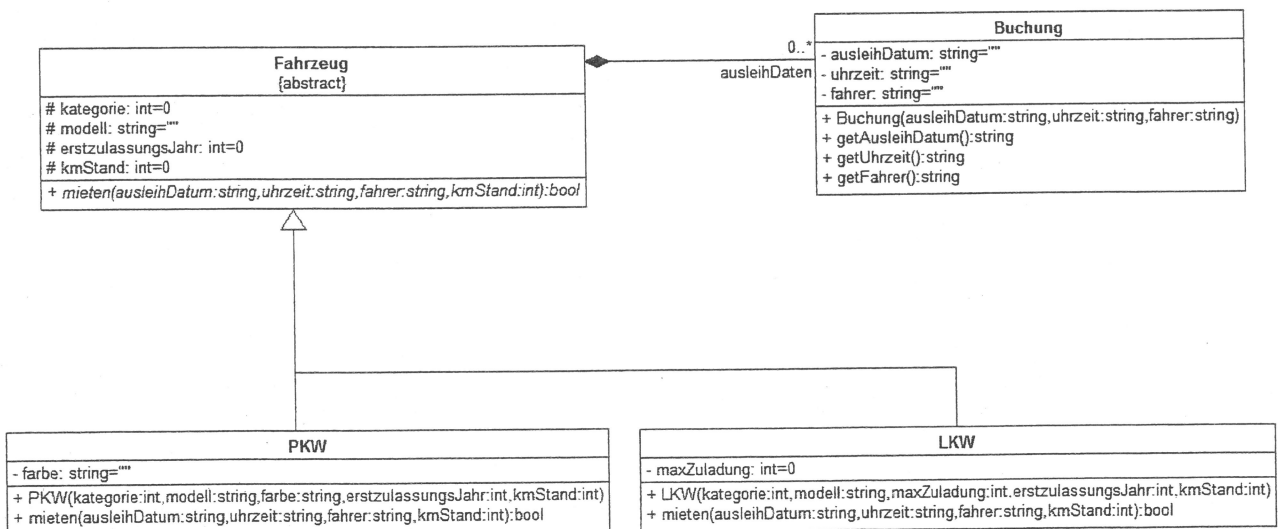 Fahrzeug
{abstract}
# kategorie: int=0
# modell: string=""
# erstzulassungsJahr: int=0
# kmStand: int=0
+ mieten(ausleihDatum:string,uhrzeit:string,fahrer:string,kmStand:int):bool
0..*
ausleihDaten
Buchung
- ausleihDatum: string=""
- uhrzeit: string=""
- fahrer: string=""
+ Buchung(ausleihDatum:string,uhrzeit:string,fahrer:string)
+ getAusleihDatum():string
+ getUhrzeit():string
+ getFahrer():string
PKW
- farbe: string=""
+ PKW(kategorie:int,modell:string,farbe:string,erstzulassungsJahr:int,kmStand:int)
+ mieten(ausleihDatum:string,uhrzeit:string,fahrer:string,kmStand:int):bool
LKW
- maxZuladung: int=0
+ LKW(kategorie:int,modell:string,maxZuladung:int,erstzulassungsJahr:int,kmStand:int)
+ mieten(ausleihDatum:string,uhrzeit:string,fahrer:string,kmStand:int):bool